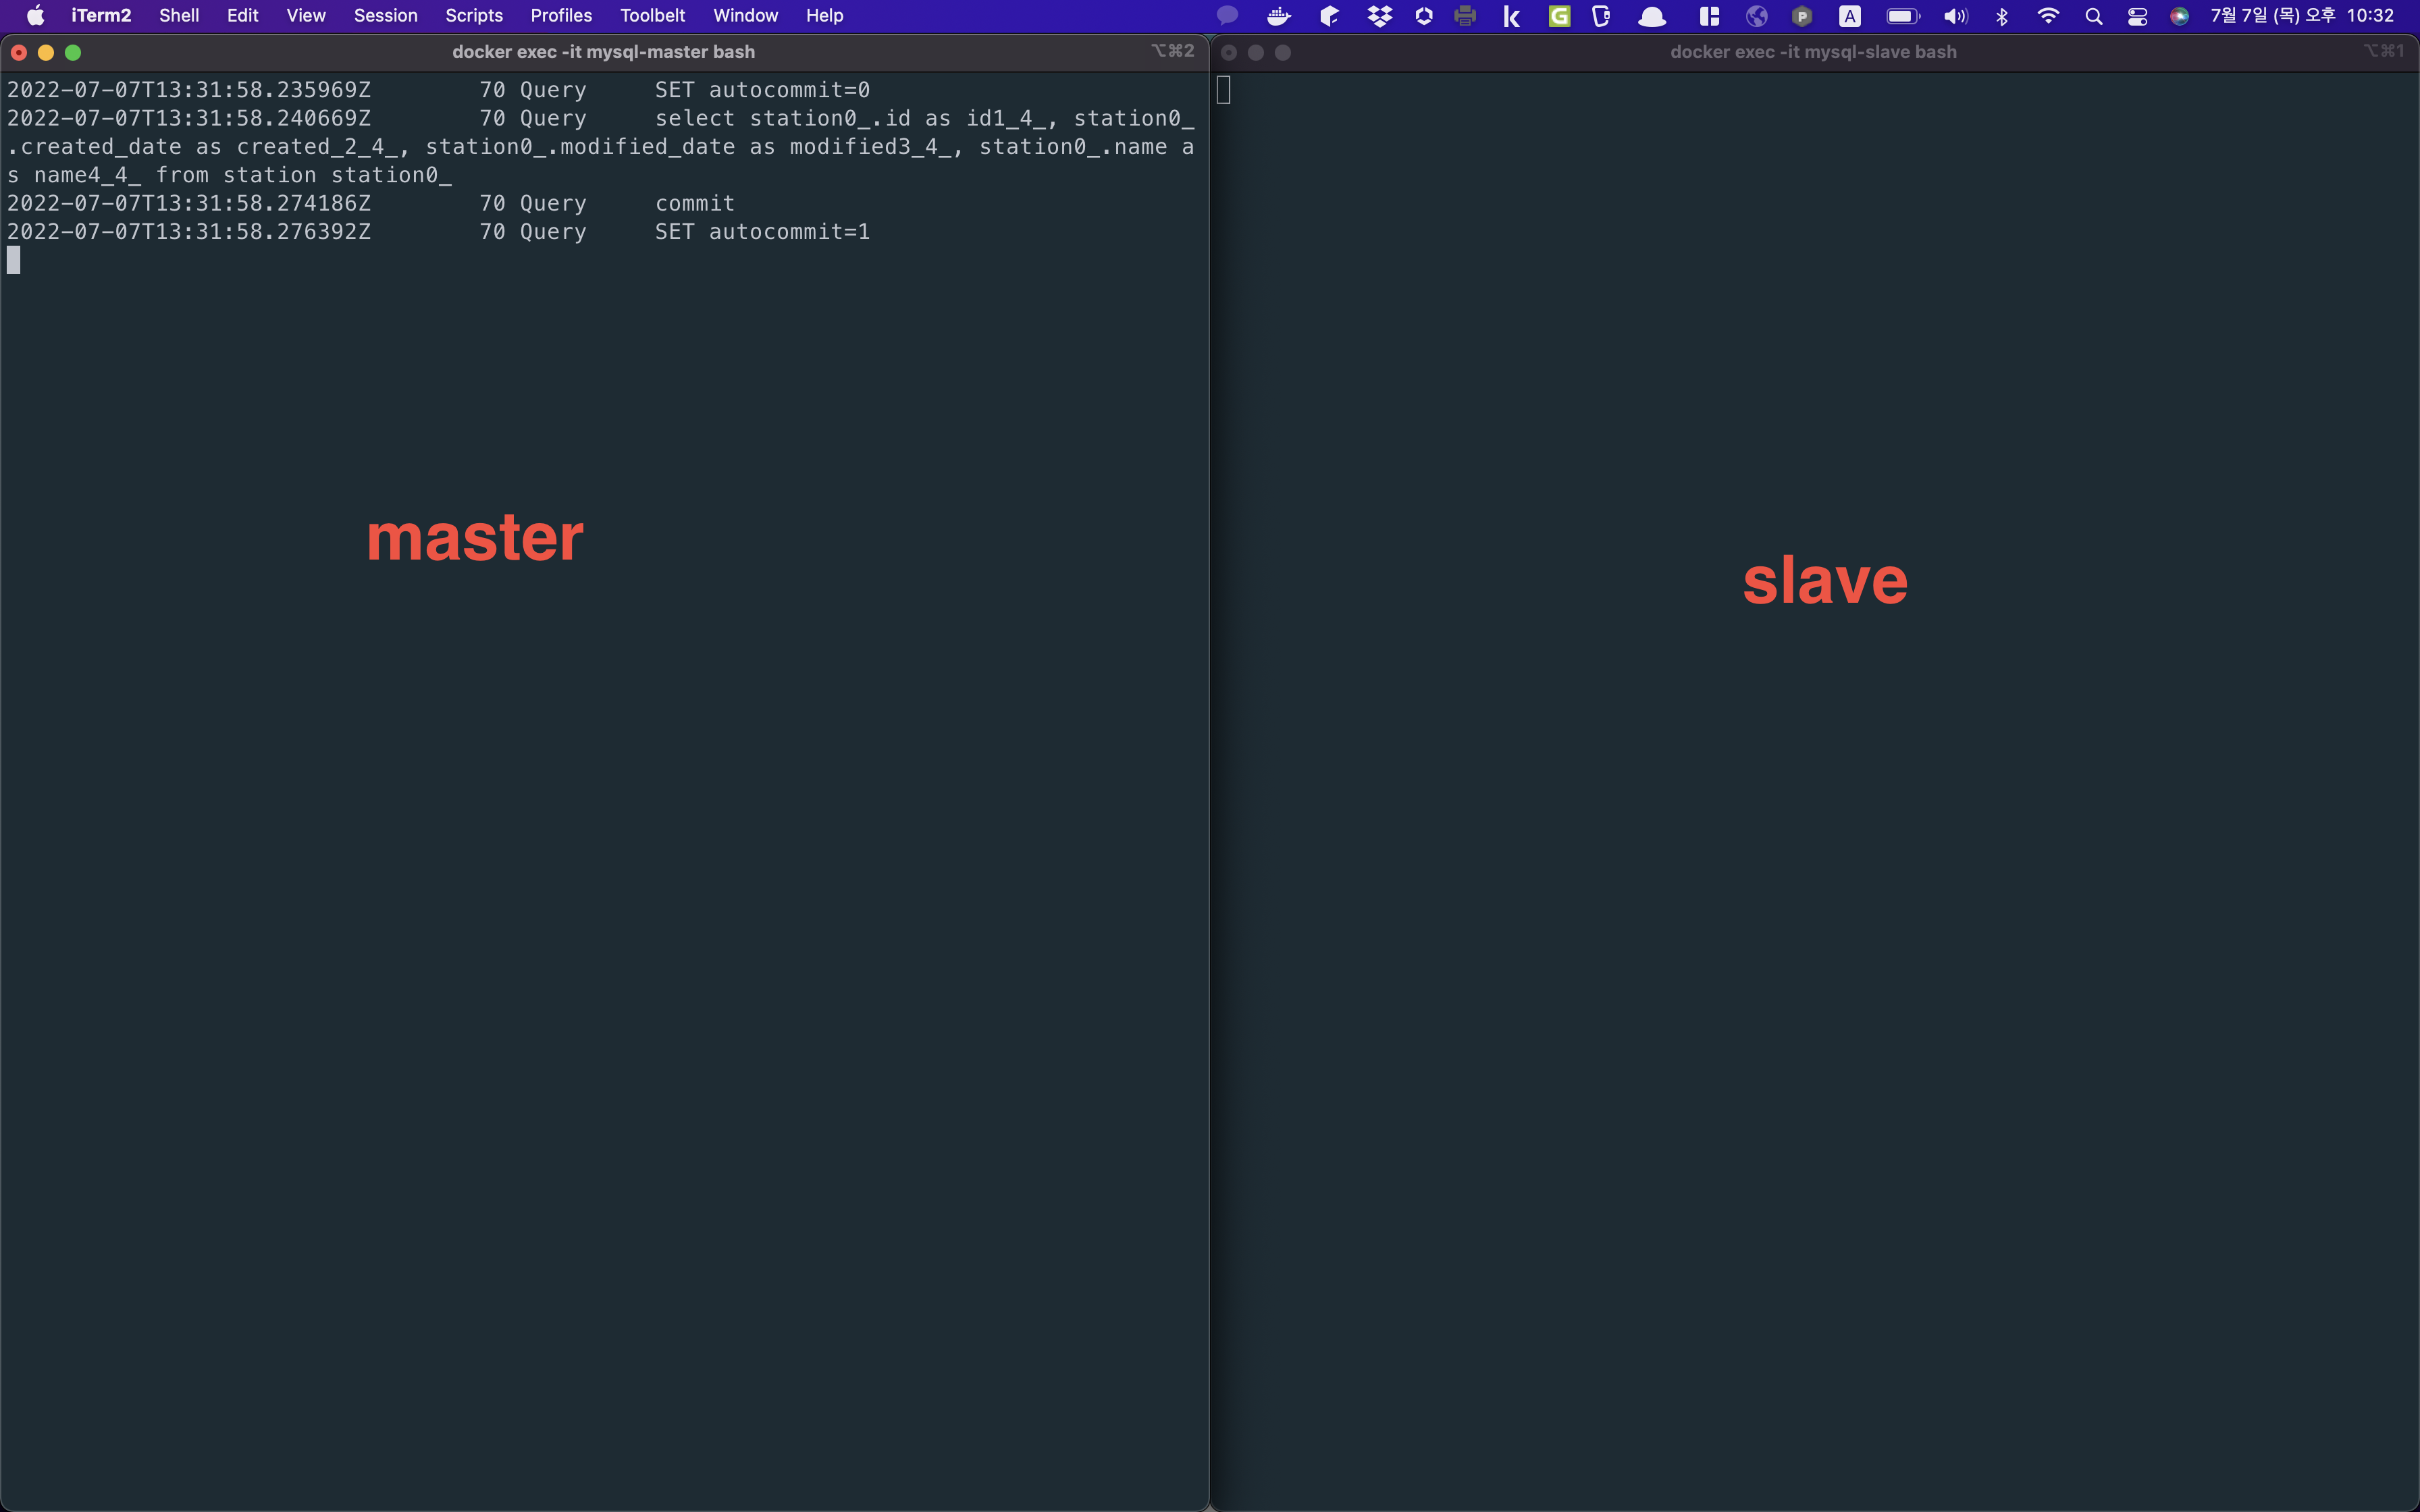 iTerm2 Shell Edit View Session Scripts Profiles Toolbelt Window Help 7월 7일 (목) 오후 10:32
docker exec -it mysql-master bash ⌥⌘2
2022-07-07T13:31:58.235969Z 70 Query SET autocommit=0
2022-07-07T13:31:58.240669Z 70 Query select station0_.id as id1_4_, station0_
.created_date as created_2_4_, station0_.modified_date as modified3_4_, station0_.name a
s name4_4_ from station station0_
2022-07-07T13:31:58.274186Z 70 Query commit
2022-07-07T13:31:58.276392Z 70 Query SET autocommit=1
master
docker exec -it mysql-slave bash ⌥⌘1
slave